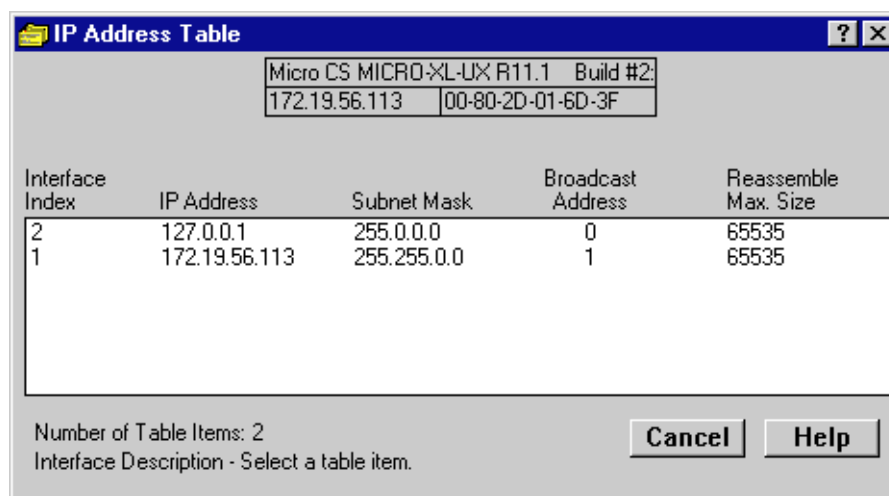 IP Address Table
Micro CS MICRO-XL-UX R11.1 Build #2:
172.19.56.113 00-80-2D-01-6D-3F
Interface Index IP Address Subnet Mask Broadcast Address Reassemble Max. Size
2 127.0.0.1 255.0.0.0 0 65535
1 172.19.56.113 255.255.0.0 1 65535
Number of Table Items: 2
Interface Description - Select a table item.
Cancel Help